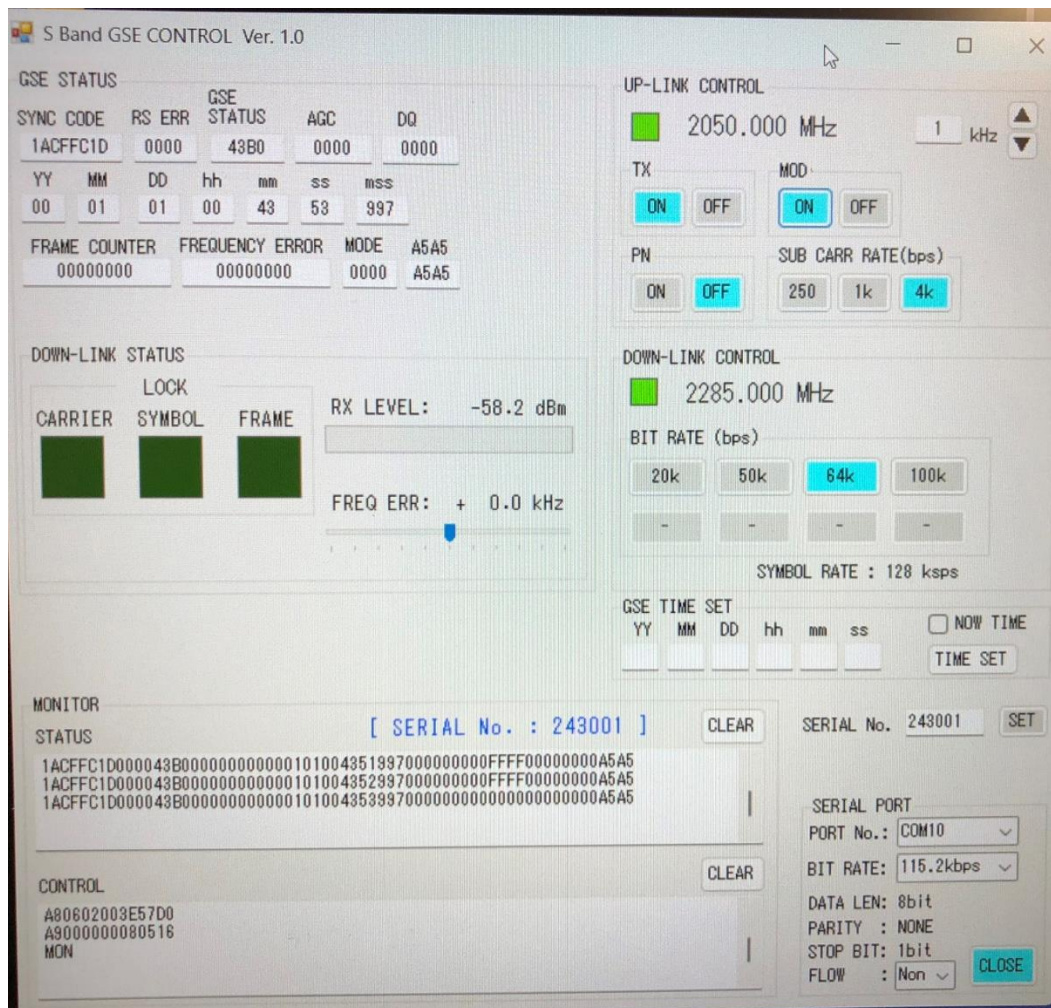 S Band GSE CONTROL Ver. 1.0
GSE STATUS
SYNC CODE RS ERR GSE STATUS AGC DQ
1ACFFC1D 0000 43B0 0000 0000
YY MM DD hh mm ss mss
00 01 01 00 43 53 997
FRAME COUNTER FREQUENCY ERROR MODE A5A5
00000000 00000000 0000 A5A5
UP-LINK CONTROL
2050.000 MHz 1 kHz
TX MOD
ON OFF ON OFF
PN SUB CARR RATE(bps)
ON OFF 250 1k 4k
DOWN-LINK STATUS
LOCK
CARRIER SYMBOL FRAME
RX LEVEL: -58.2 dBm
FREQ ERR: + 0.0 kHz
DOWN-LINK CONTROL
2285.000 MHz
BIT RATE (bps)
20k 50k 64k 100k
- - - -
SYMBOL RATE : 128 ksps
GSE TIME SET
YY MM DD hh mm ss
NOW TIME
TIME SET
MONITOR
STATUS [ SERIAL No. : 243001 ] CLEAR
1ACFFC1D000043B0000000000000101004351997000000000FFFF00000000A5A5
1ACFFC1D000043B0000000000000101004352997000000000FFFF00000000A5A5
1ACFFC1D000043B0000000000000101004353997000000000000000000000A5A5
CONTROL CLEAR
A80602003E57D0
A9000000080516
MON
SERIAL No. 243001 SET
SERIAL PORT
PORT No.: COM10
BIT RATE: 115.2kbps
DATA LEN: 8bit
PARITY : NONE
STOP BIT: 1bit
FLOW : Non
CLOSE